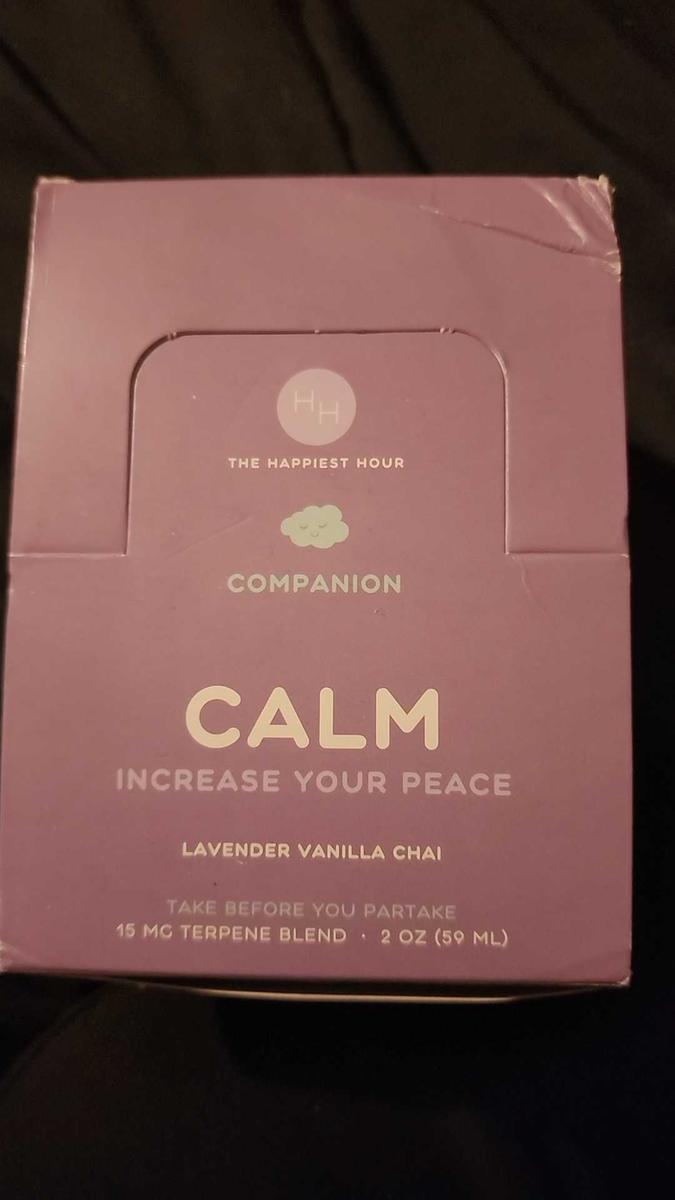 HH
THE HAPPIEST HOUR
COMPANION
CALM
INCREASE YOUR PEACE
LAVENDER VANILLA CHAI
TAKE BEFORE YOU PARTAKE
15 MG TERPENE BLEND · 2 OZ (59 ML)